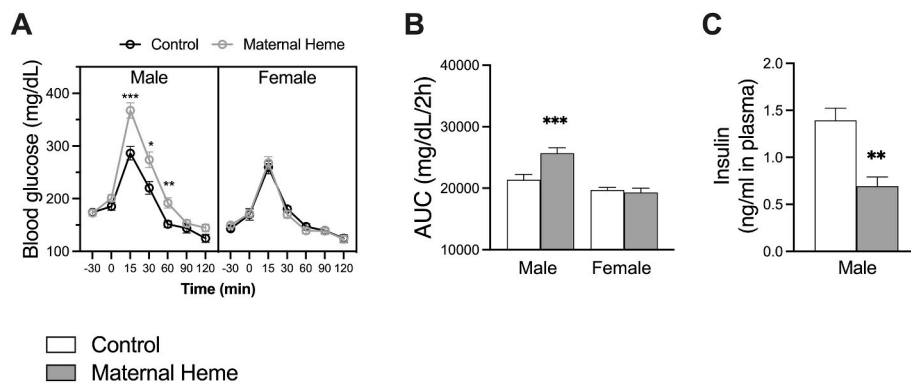 A
Control
Maternal Heme
Blood glucose (mg/dL)
400
300
200
100
Male
Female
***
*
**
-30 0 15 30 60 90 120
-30 0 15 30 60 90 120
Time (min)
B
AUC (mg/dL/2h)
40000
30000
20000
10000
***
Male
Female
C
Insulin
(ng/ml in plasma)
2.0
1.5
1.0
0.5
0.0
**
Male
Control
Maternal Heme